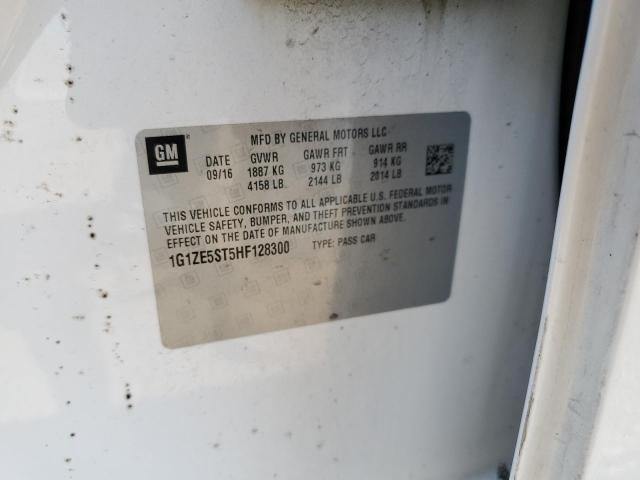 GM
MFD BY GENERAL MOTORS LLC
DATE GVWR GAWR FRT GAWR RR
09/16 1887 KG 973 KG 914 KG
4158 LB 2144 LB 2014 LB
THIS VEHICLE CONFORMS TO ALL APPLICABLE U.S. FEDERAL MOTOR
VEHICLE SAFETY, BUMPER, AND THEFT PREVENTION STANDARDS IN
EFFECT ON THE DATE OF MANUFACTURE SHOWN ABOVE.
1G1ZE5ST5HF128300 TYPE: PASS CAR